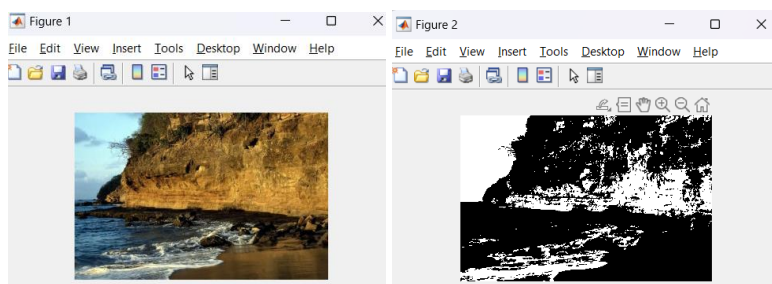 Figure 1
File Edit View Insert Tools Desktop Window Help
Figure 2
File Edit View Insert Tools Desktop Window Help